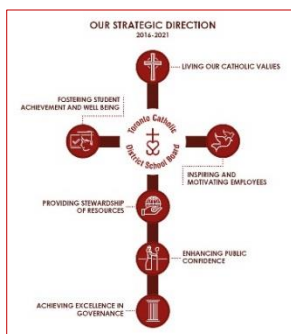 OUR STRATEGIC DIRECTION
2016-2021
LIVING OUR CATHOLIC VALUES
FOSTERING STUDENT
ACHIEVEMENT AND WELL BEING
Toronto Catholic
District School Board
INSPIRING AND
MOTIVATING EMPLOYEES
PROVIDING STEWARDSHIP
OF RESOURCES
ENHANCING PUBLIC
CONFIDENCE
ACHIEVING EXCELLENCE IN
GOVERNANCE